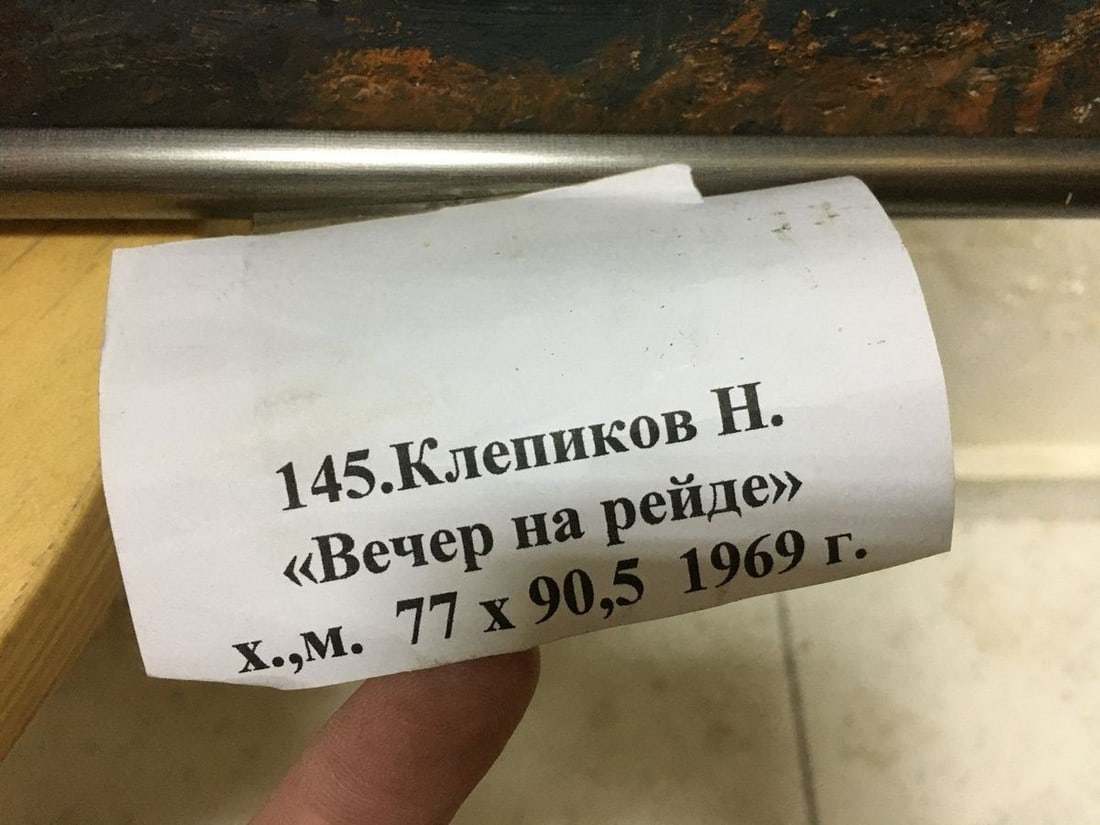 145.Клепиков Н.
«Вечер на рейде»
х.,м. 77 х 90,5 1969 г.